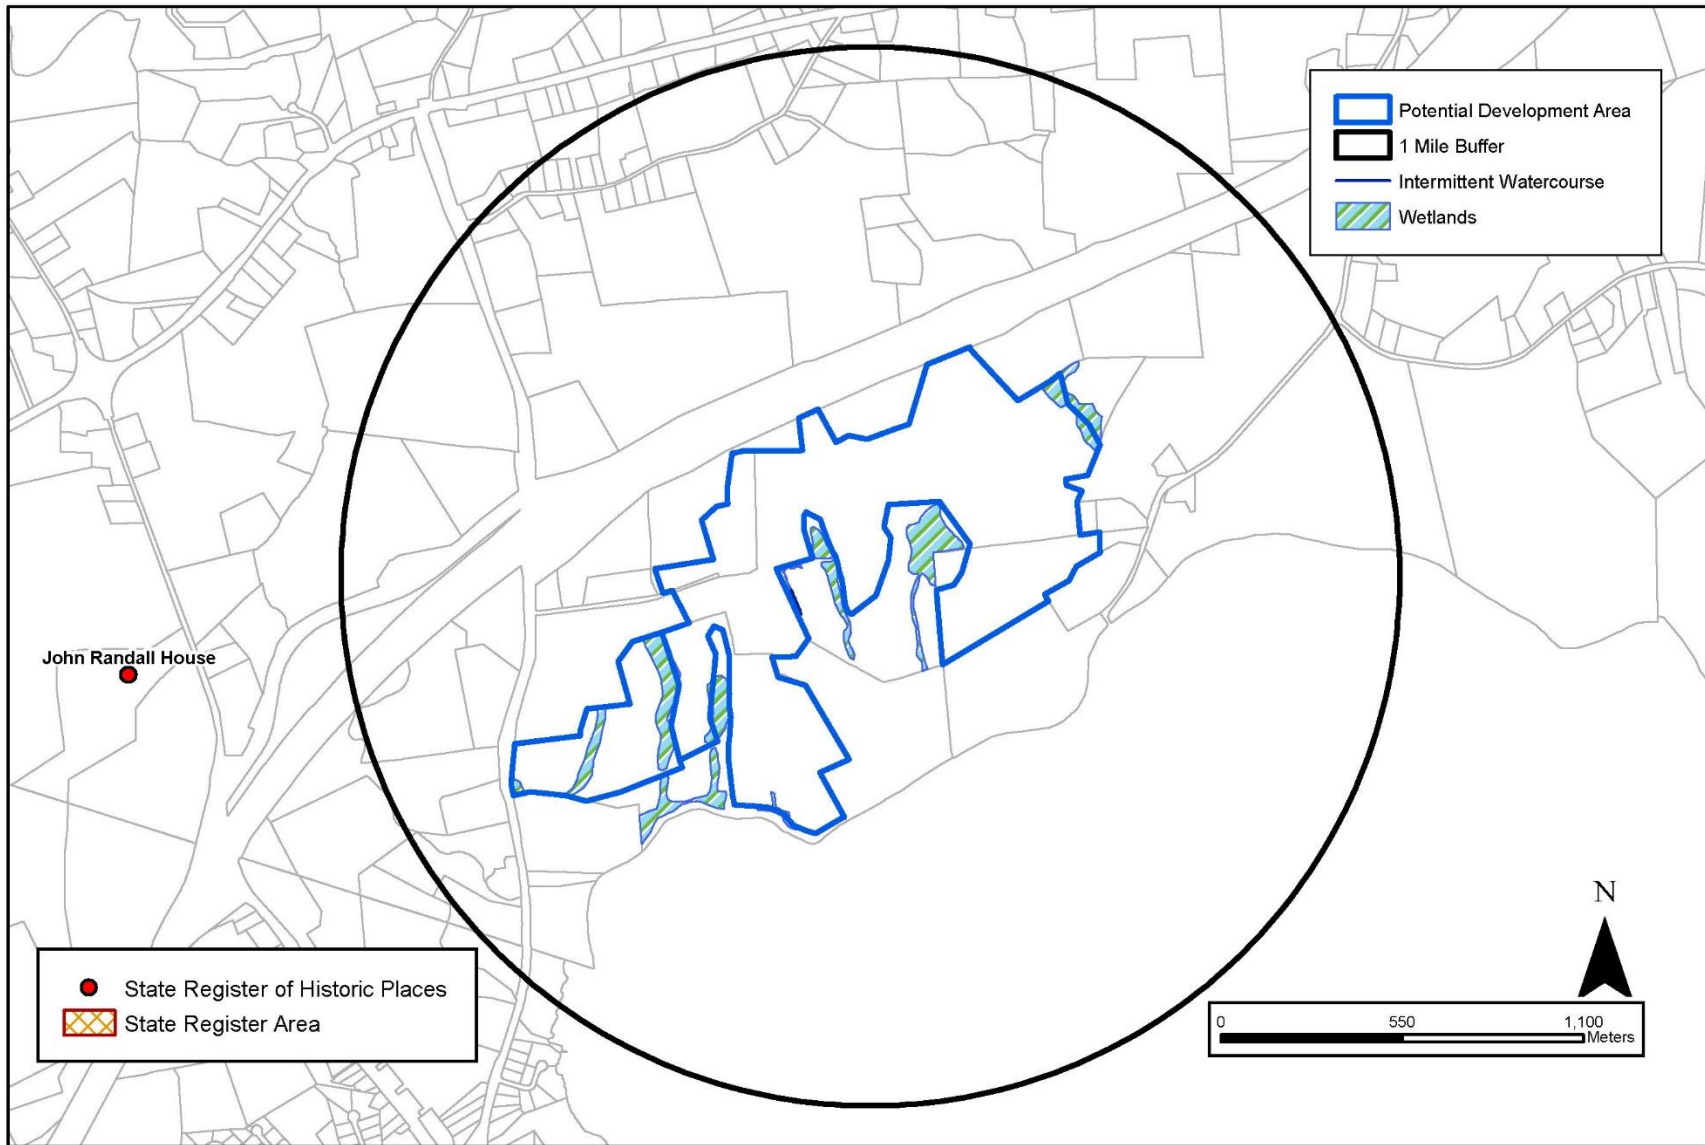 Potential Development Area
1 Mile Buffer
Intermittent Watercourse
Wetlands
John Randall House
N
0 550 1,100
Meters
State Register of Historic Places
State Register Area